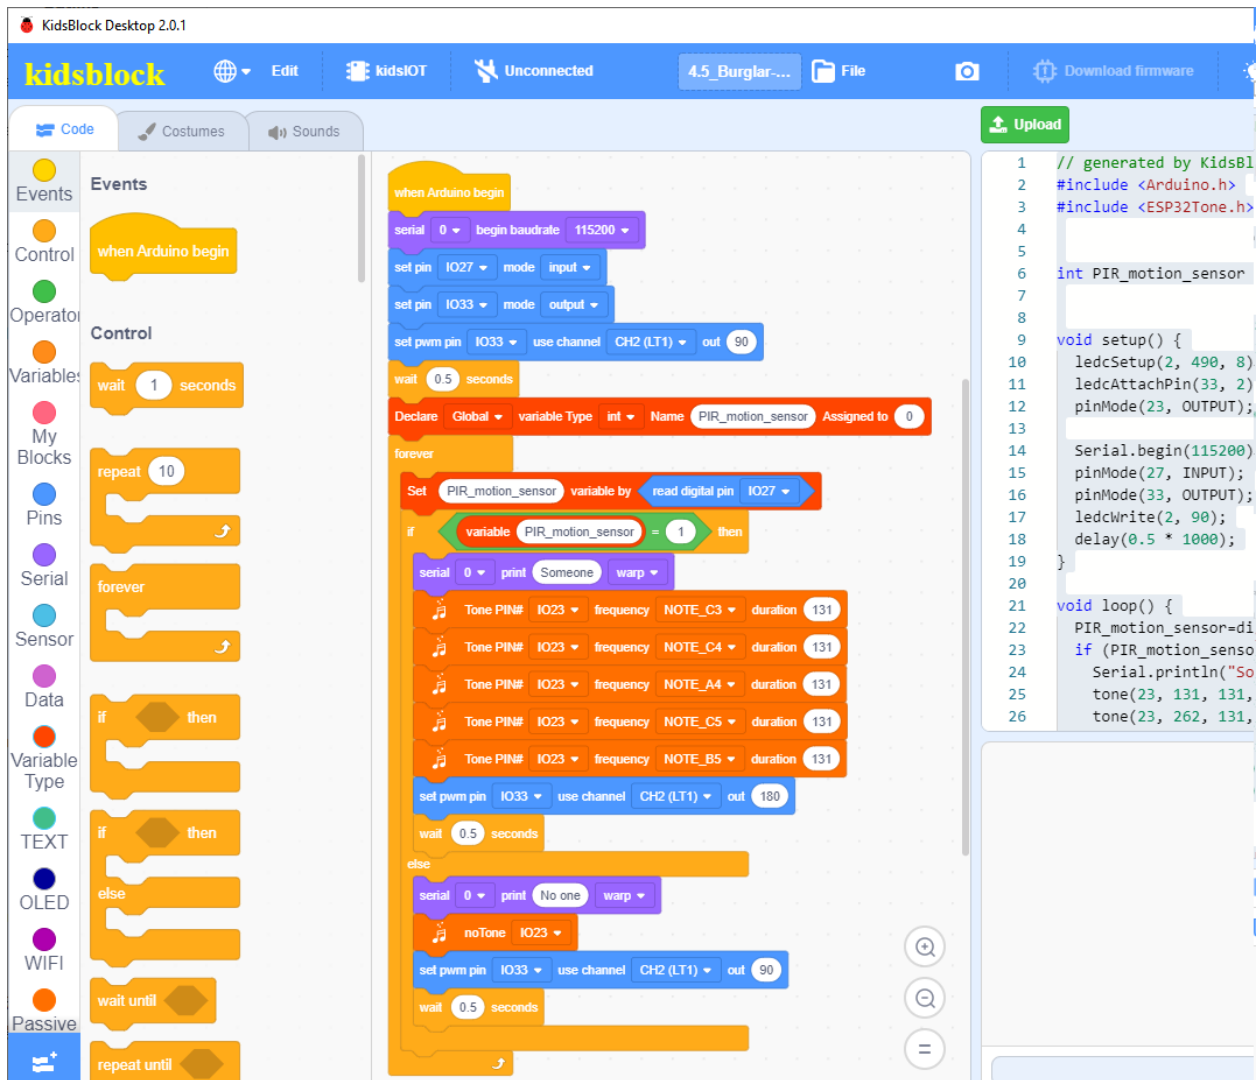 KidsBlock Desktop 2.0.1
kidsblock Edit kidsIOT Unconnected 4.5_Burglar-... File Download firmware
Code Costumes Sounds
Upload
Events
Control
Operator
Variables
My
Blocks
Pins
Serial
Sensor
Data
Variable
Type
TEXT
OLED
WIFI
Passive
Events
when Arduino begin
Control
wait 1 seconds
repeat 10
forever
if then
if then
else
wait until
repeat until
when Arduino begin
serial 0 begin baudrate 115200
set pin IO27 mode input
set pin IO33 mode output
set pwm pin IO33 use channel CH2 (LT1) out 90
wait 0.5 seconds
Declare Global variable Type int Name PIR_motion_sensor Assigned to 0
forever
Set PIR_motion_sensor variable by read digital pin IO27
if variable PIR_motion_sensor = 1 then
serial 0 print Someone warp
Tone PIN# IO23 frequency NOTE_C3 duration 131
Tone PIN# IO23 frequency NOTE_C4 duration 131
Tone PIN# IO23 frequency NOTE_A4 duration 131
Tone PIN# IO23 frequency NOTE_C5 duration 131
Tone PIN# IO23 frequency NOTE_B5 duration 131
set pwm pin IO33 use channel CH2 (LT1) out 180
wait 0.5 seconds
else
serial 0 print No one warp
noTone IO23
set pwm pin IO33 use channel CH2 (LT1) out 90
wait 0.5 seconds
1 // generated by KidsBl
2 #include <Arduino.h>
3 #include <ESP32Tone.h>
4
5
6 int PIR_motion_sensor
7
8
9 void setup() {
10 ledcSetup(2, 490, 8)
11 ledcAttachPin(33, 2)
12 pinMode(23, OUTPUT);
13
14 Serial.begin(115200)
15 pinMode(27, INPUT);
16 pinMode(33, OUTPUT);
17 ledcWrite(2, 90);
18 delay(0.5 * 1000);
19 }
20
21 void loop() {
22 PIR_motion_sensor=di
23 if (PIR_motion_senso
24 Serial.println("So
25 tone(23, 131, 131,
26 tone(23, 262, 131,